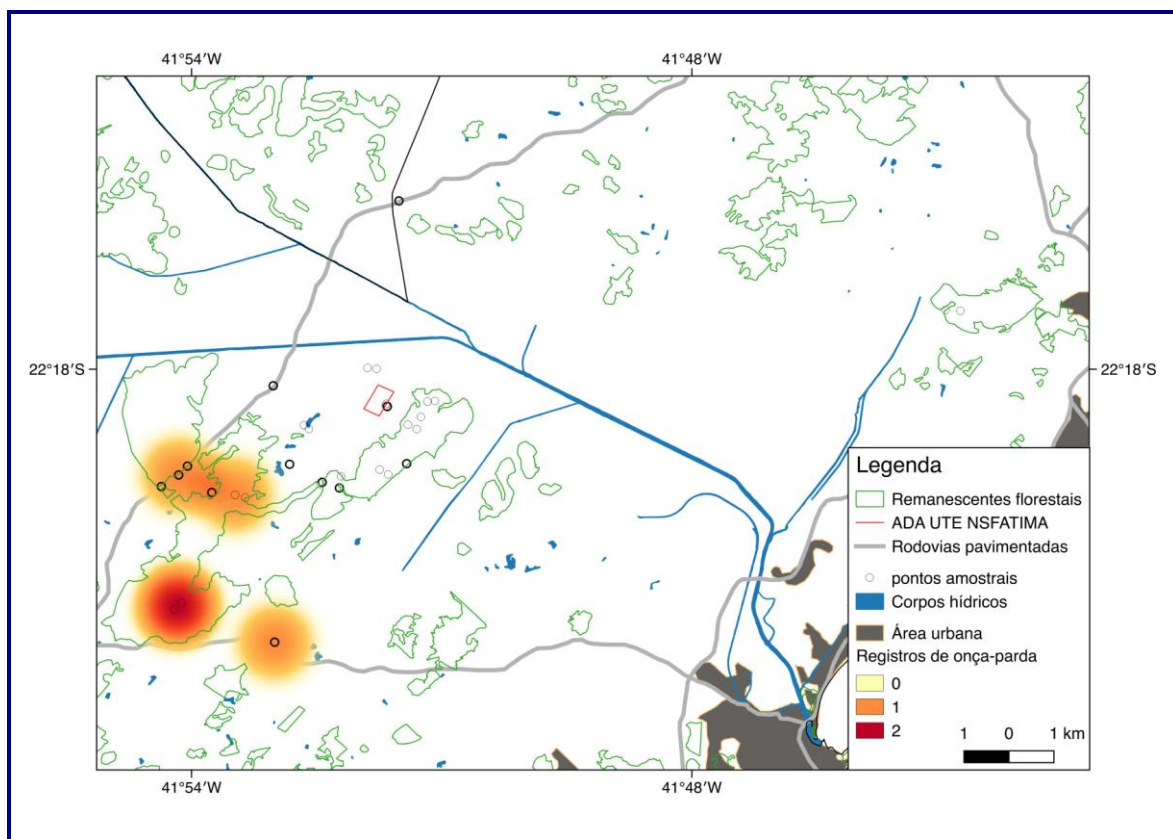 41°54′W 41°48′W
22°18′S 22°18′S
Legenda
Remanescentes florestais
ADA UTE NSFATIMA
Rodovias pavimentadas
pontos amostrais
Corpos hídricos
Área urbana
Registros de onça-parda
0
1
2
1 0 1 km
41°54′W 41°48′W